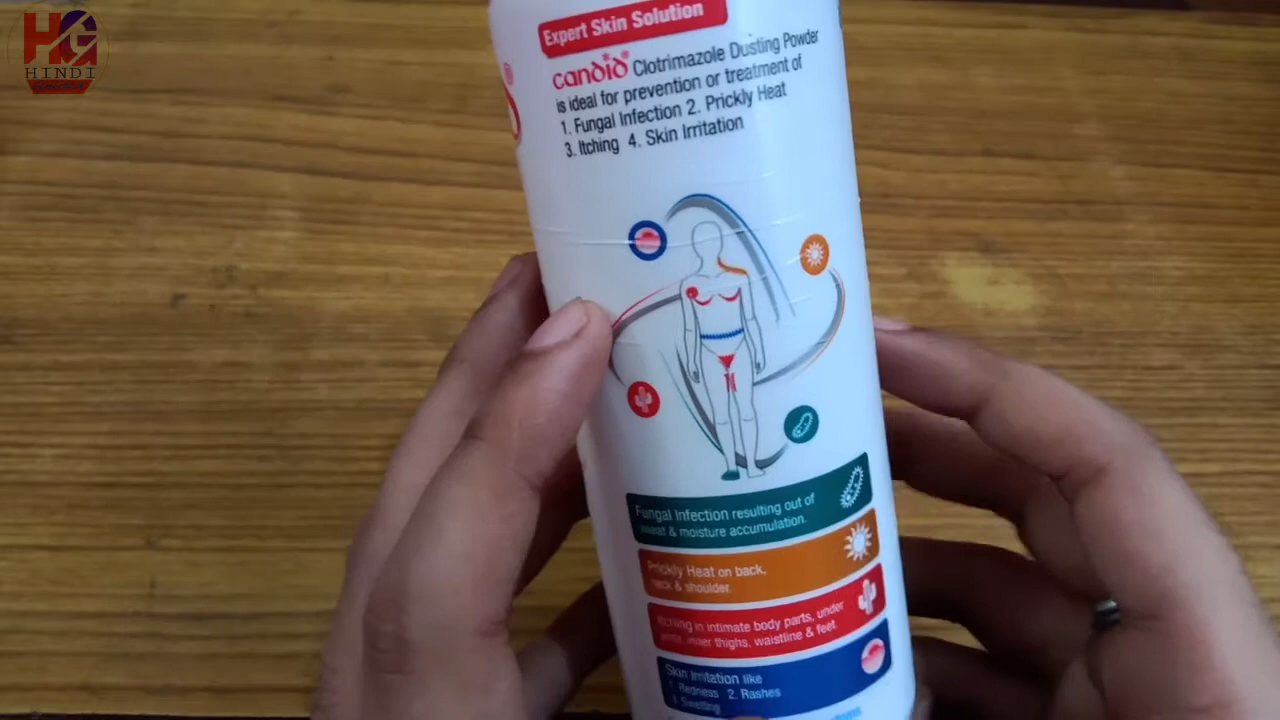 HG
HINDI
Expert Skin Solution
candid® Clotrimazole Dusting Powder
is ideal for prevention or treatment of
1. Fungal Infection 2. Prickly Heat
3. Itching 4. Skin Irritation
Fungal Infection resulting out of
sweat & moisture accumulation.
Prickly Heat on back,
neck & shoulder.
Itching in intimate body parts, under
arms, inner thighs, waistline & feet
Skin Irritation like
1. Redness 2. Rashes
3. Swelling